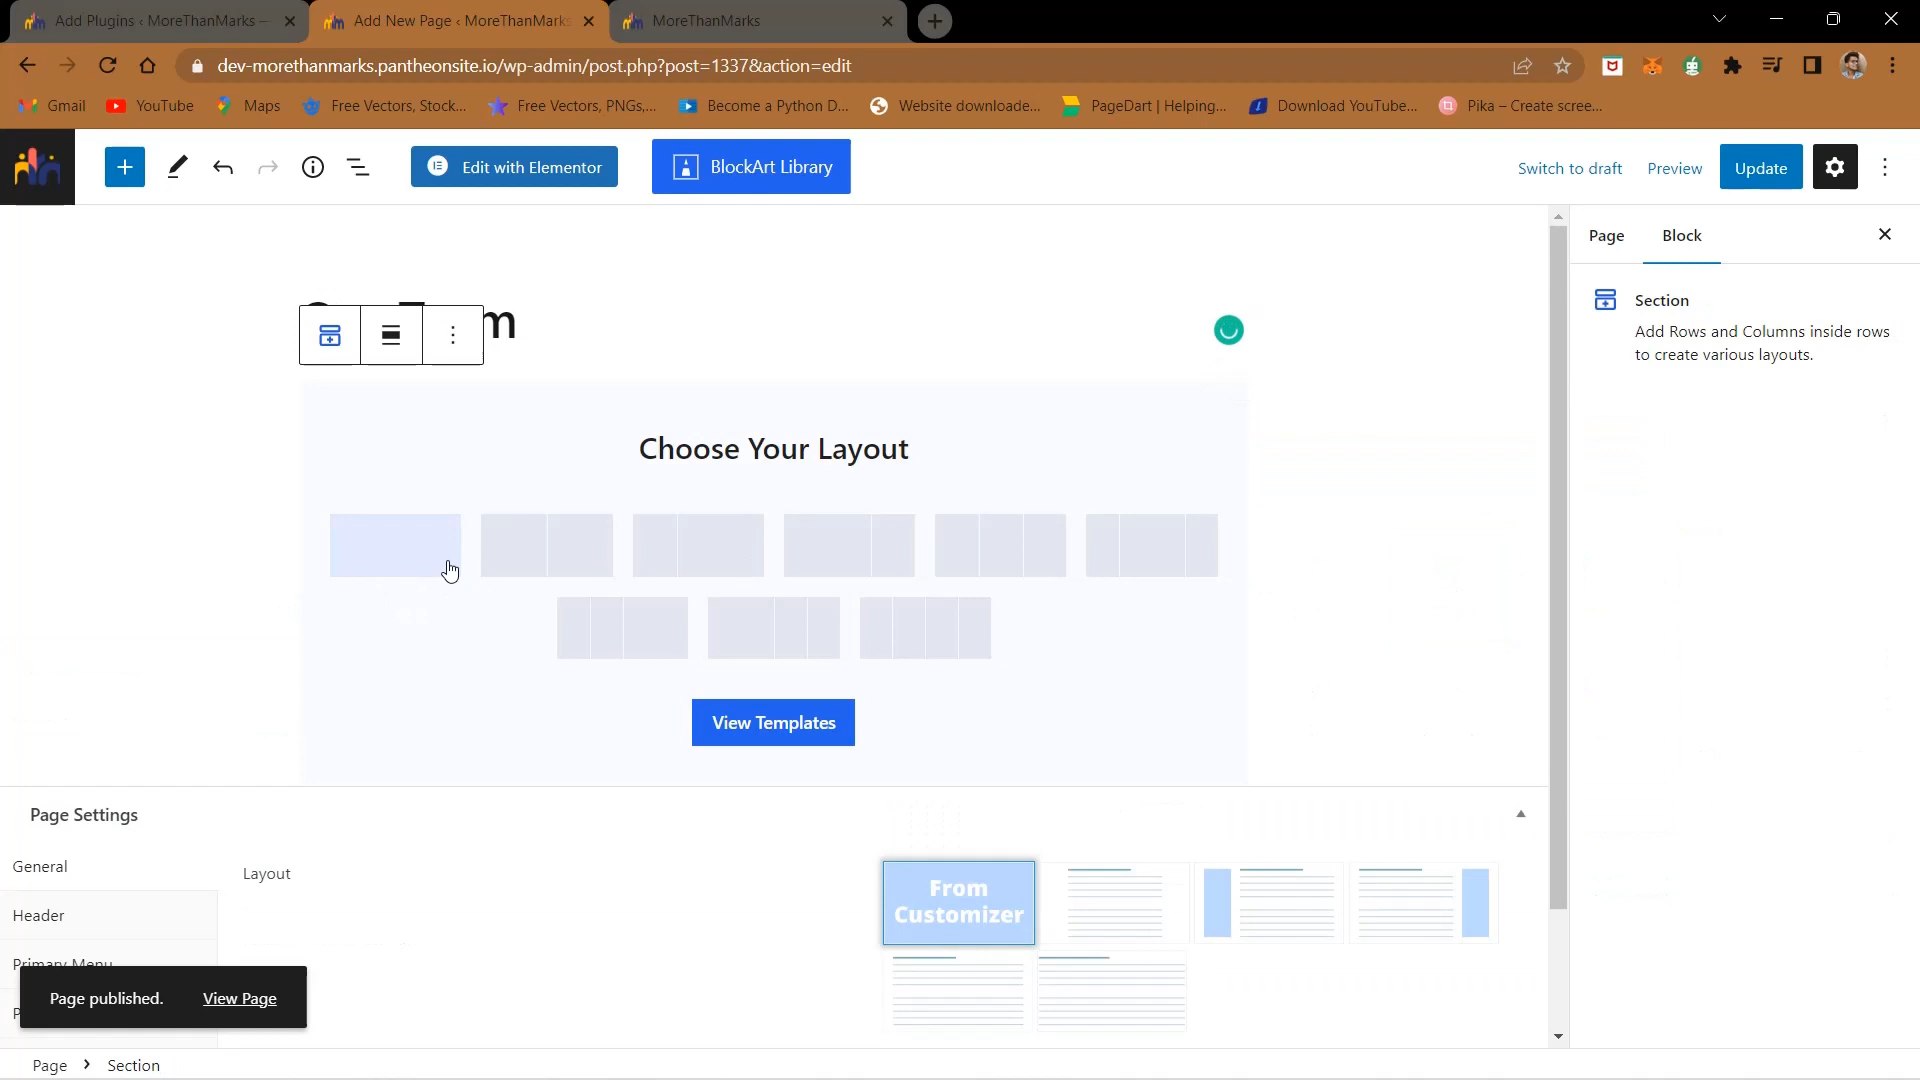 Add Plugins ‹ MoreThanMarks —
Add New Page ‹ MoreThanMarks
MoreThanMarks
dev-morethanmarks.pantheonsite.io/wp-admin/post.php?post=1337&action=edit
Gmail
YouTube
Maps
Free Vectors, Stock...
Free Vectors, PNGs,...
Become a Python D...
Website downloade...
PageDart | Helping...
Download YouTube...
Pika – Create scree...
Edit with Elementor
BlockArt Library
Switch to draft
Preview
Update
Page
Block
Section
Add Rows and Columns inside rows
to create various layouts.
Choose Your Layout
View Templates
Page Settings
General
Layout
From
Customizer
Header
Primary Menu
Page published.
View Page
Page
Section